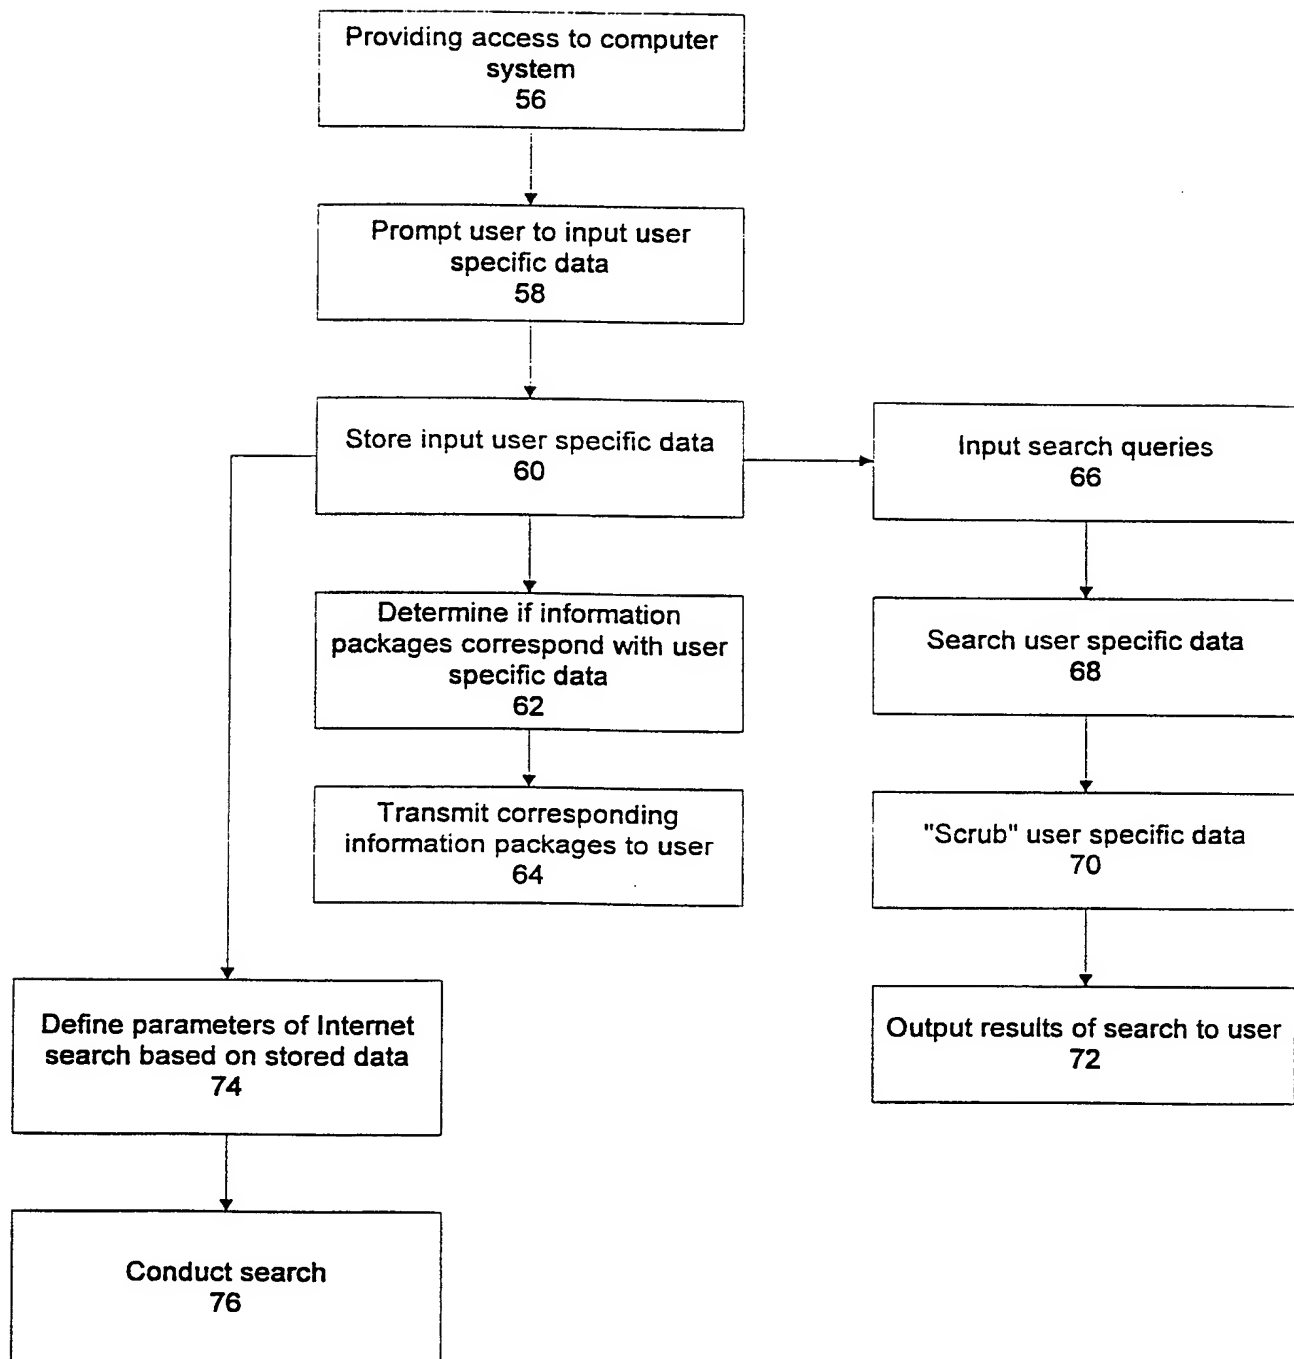 Providing access to computer
system
56
Prompt user to input user
specific data
58
Store input user specific data
60
Input search queries
66
Determine if information
packages correspond with user
specific data
62
Search user specific data
68
Transmit corresponding
information packages to user
64
"Scrub" user specific data
70
Define parameters of Internet
search based on stored data
74
Output results of search to user
72
Conduct search
76